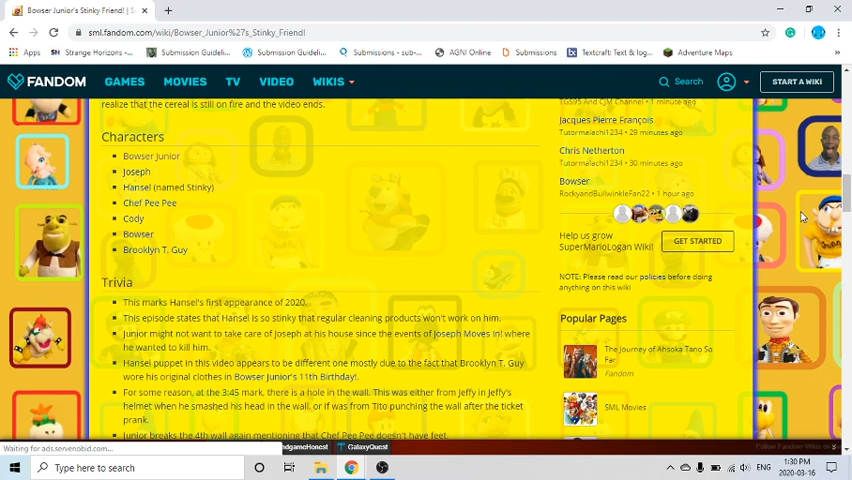 Bowser Junior's Stinky Friend! | S
sml.fandom.com/wiki/Bowser_Junior%27s_Stinky_Friend!
Apps Strange Horizons -... Submission Guideli... Submission Guideli... Submissions - sub-... AGNI Online Submissions Textcraft: Text & log... Adventure Maps
FANDOM GAMES MOVIES TV VIDEO WIKIS Search START A WIKI
realize that the cereal is still on fire and the video ends.
Characters
Bowser Junior
Joseph
Hansel (named Stinky)
Chef Pee Pee
Cody
Bowser
Brooklyn T. Guy
Trivia
This marks Hansel's first appearance of 2020.
This episode states that Hansel is so stinky that regular cleaning products won't work on him.
Junior might not want to take care of Joseph at his house since the events of Joseph Moves In! where
he wanted to kill him.
Hansel puppet in this video appears to be different one mostly due to the fact that Brooklyn T. Guy
wore his original clothes in Bowser Junior's 11th Birthday!.
For some reason, at the 3:45 mark, there is a hole in the wall. This was either from Jeffy in Jeffy's
helmet when he smashed his head in the wall, or if was from Tito punching the wall after the ticket
prank.
Junior breaks the 4th wall again mentioning that Chef Pee Pee doesn't have feet.
TGS95 And CJM Channel • 1 minute ago
Jacques Pierre François
Tutormalachi1234 • 29 minutes ago
Chris Netherton
Tutormalachi1234 • 30 minutes ago
Bowser
RockyandBullwinkleFan22 • 1 hour ago
Help us grow
SuperMarioLogan Wiki!
GET STARTED
NOTE: Please read our policies before doing
anything on this wiki
Popular Pages
The Journey of Ahsoka Tano So
Far
Fandom
SML Movies
Waiting for ads.servenobid.com...
ndgameHonest GalaxyQuest
Follow Fandom Wiki on
Type here to search
ENG
1:30 PM
2020-03-16